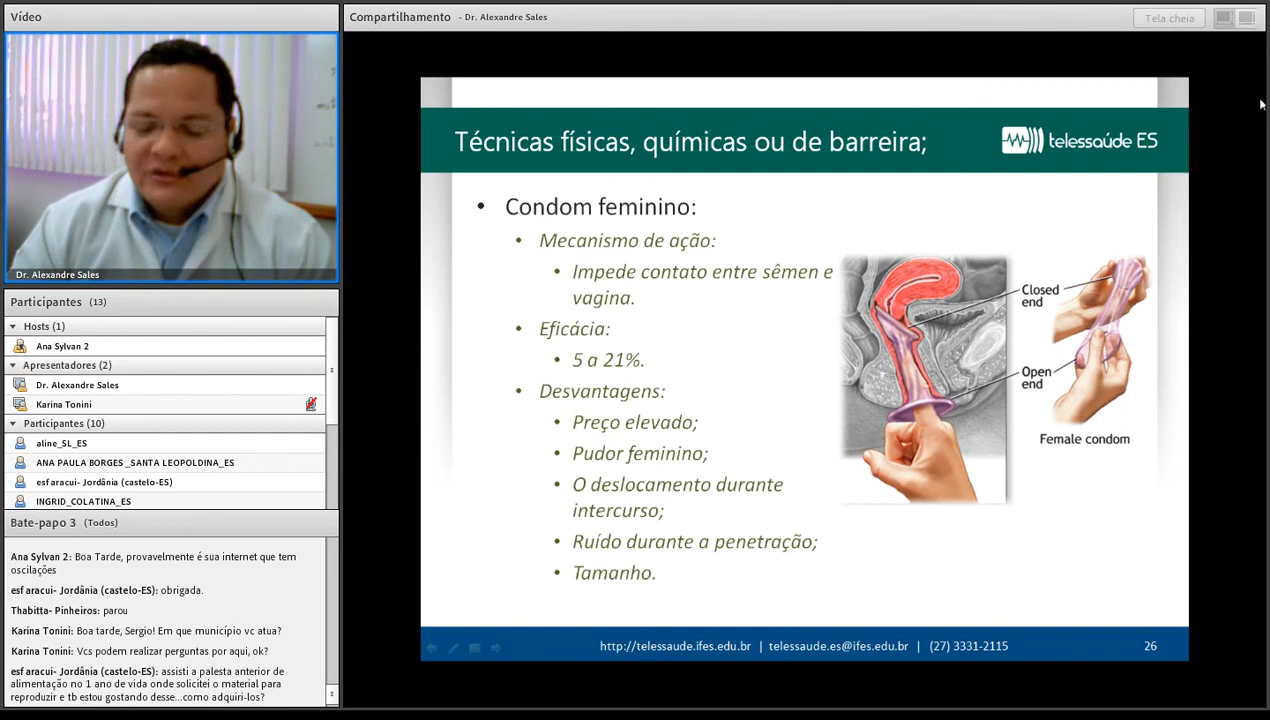 Vídeo
Dr. Alexandre Sales
Participantes (13)
Hosts (1)
Ana Sylvan 2
Apresentadores (2)
Dr. Alexandre Sales
Karina Tonini
Participantes (10)
aline_SL_ES
ANA PAULA BORGES _SANTA LEOPOLDINA_ES
esf aracui- Jordânia (castelo-ES)
INGRID_COLATINA_ES
Bate-papo 3 (Todos)
Ana Sylvan 2: Boa Tarde, provavelmente é sua internet que tem
oscilações
esf aracui- Jordânia (castelo-ES): obrigada.
Thabitta- Pinheiros: parou
Karina Tonini: Boa tarde, Sergio! Em que município vc atua?
Karina Tonini: Vcs podem realizar perguntas por aqui, ok?
esf aracui- Jordânia (castelo-ES): assisti a palesta anterior de
alimentação no 1 ano de vida onde solicitei o material para
reproduzir e tb estou gostando desse...como adquiri-los?
Compartilhamento - Dr. Alexandre Sales
Tela cheia
Técnicas físicas, químicas ou de barreira;
telessaúde ES
• Condom feminino:
• Mecanismo de ação:
• Impede contato entre sêmen e
vagina.
• Eficácia:
• 5 a 21%.
• Desvantagens:
• Preço elevado;
• Pudor feminino;
• O deslocamento durante
intercurso;
• Ruído durante a penetração;
• Tamanho.
Closed
end
Open
end
Female condom
http://telessaude.ifes.edu.br | telessaude.es@ifes.edu.br | (27) 3331-2115
26